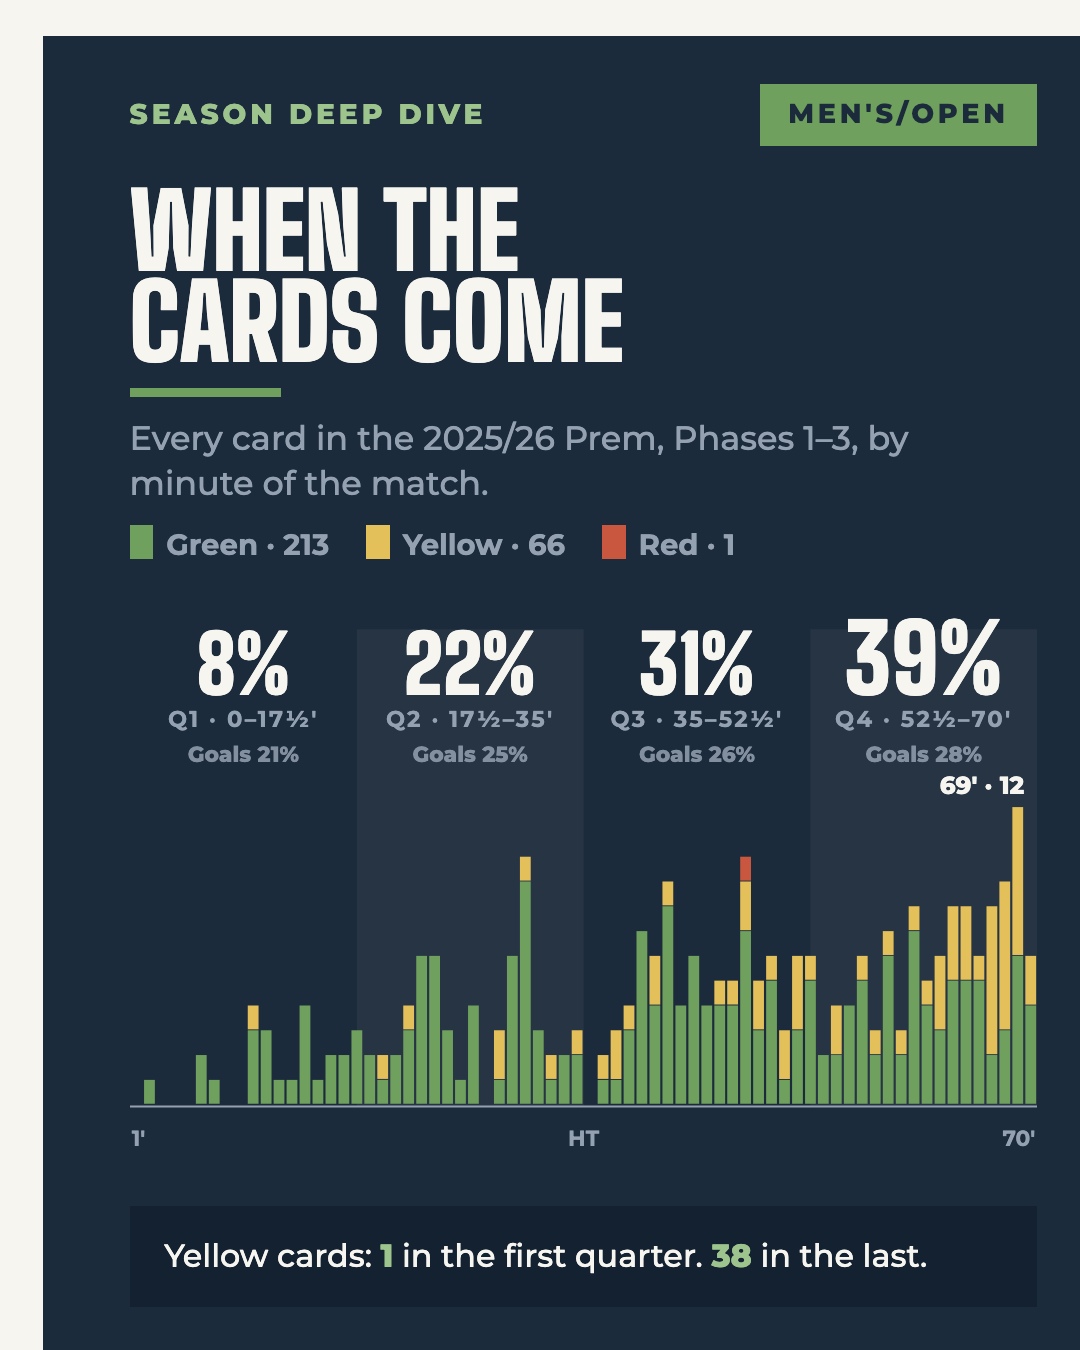 SEASON DEEP DIVE
MEN'S/OPEN
WHEN THE
CARDS COME
Every card in the 2025/26 Prem, Phases 1–3, by
minute of the match.
Green · 213 Yellow · 66 Red · 1
8% 22% 31% 39%
Q1 · 0–17½' Q2 · 17½–35' Q3 · 35–52½' Q4 · 52½–70'
Goals 21% Goals 25% Goals 26% Goals 28%
69' · 12
1' HT 70'
Yellow cards: 1 in the first quarter. 38 in the last.